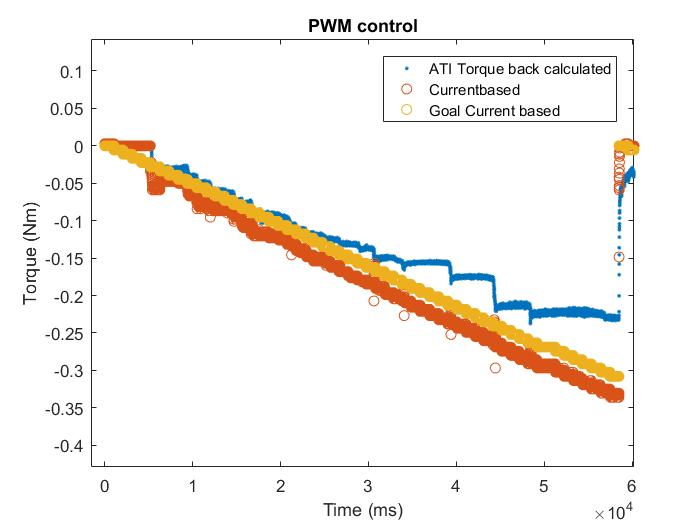 PWM control
ATI Torque back calculated
Currentbased
Goal Current based
0.1
0.05
0
-0.05
-0.1
-0.15
-0.2
-0.25
-0.3
-0.35
-0.4
Torque (Nm)
0 1 2 3 4 5 6
Time (ms)
×10⁴